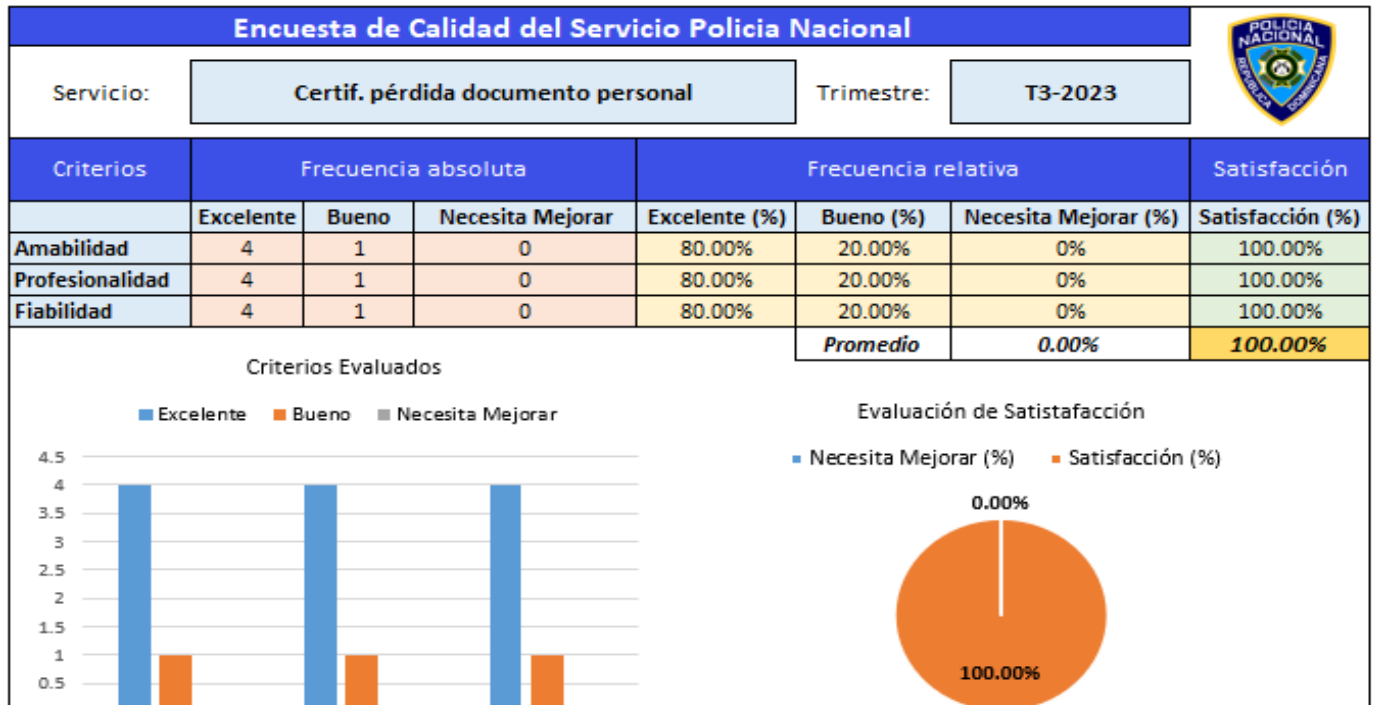 Encuesta de Calidad del Servicio Policia Nacional
POLICIA NACIONAL
REPUBLICA DOMINICANA
Servicio: Certif. pérdida documento personal Trimestre: T3-2023
Criterios Frecuencia absoluta Frecuencia relativa Satisfacción
Excelente Bueno Necesita Mejorar Excelente (%) Bueno (%) Necesita Mejorar (%) Satisfacción (%)
Amabilidad 4 1 0 80.00% 20.00% 0% 100.00%
Profesionalidad 4 1 0 80.00% 20.00% 0% 100.00%
Fiabilidad 4 1 0 80.00% 20.00% 0% 100.00%
Promedio 0.00% 100.00%
Criterios Evaluados
Excelente Bueno Necesita Mejorar
4.5
4
3.5
3
2.5
2
1.5
1
0.5
Evaluación de Satistafacción
Necesita Mejorar (%) Satisfacción (%)
0.00%
100.00%